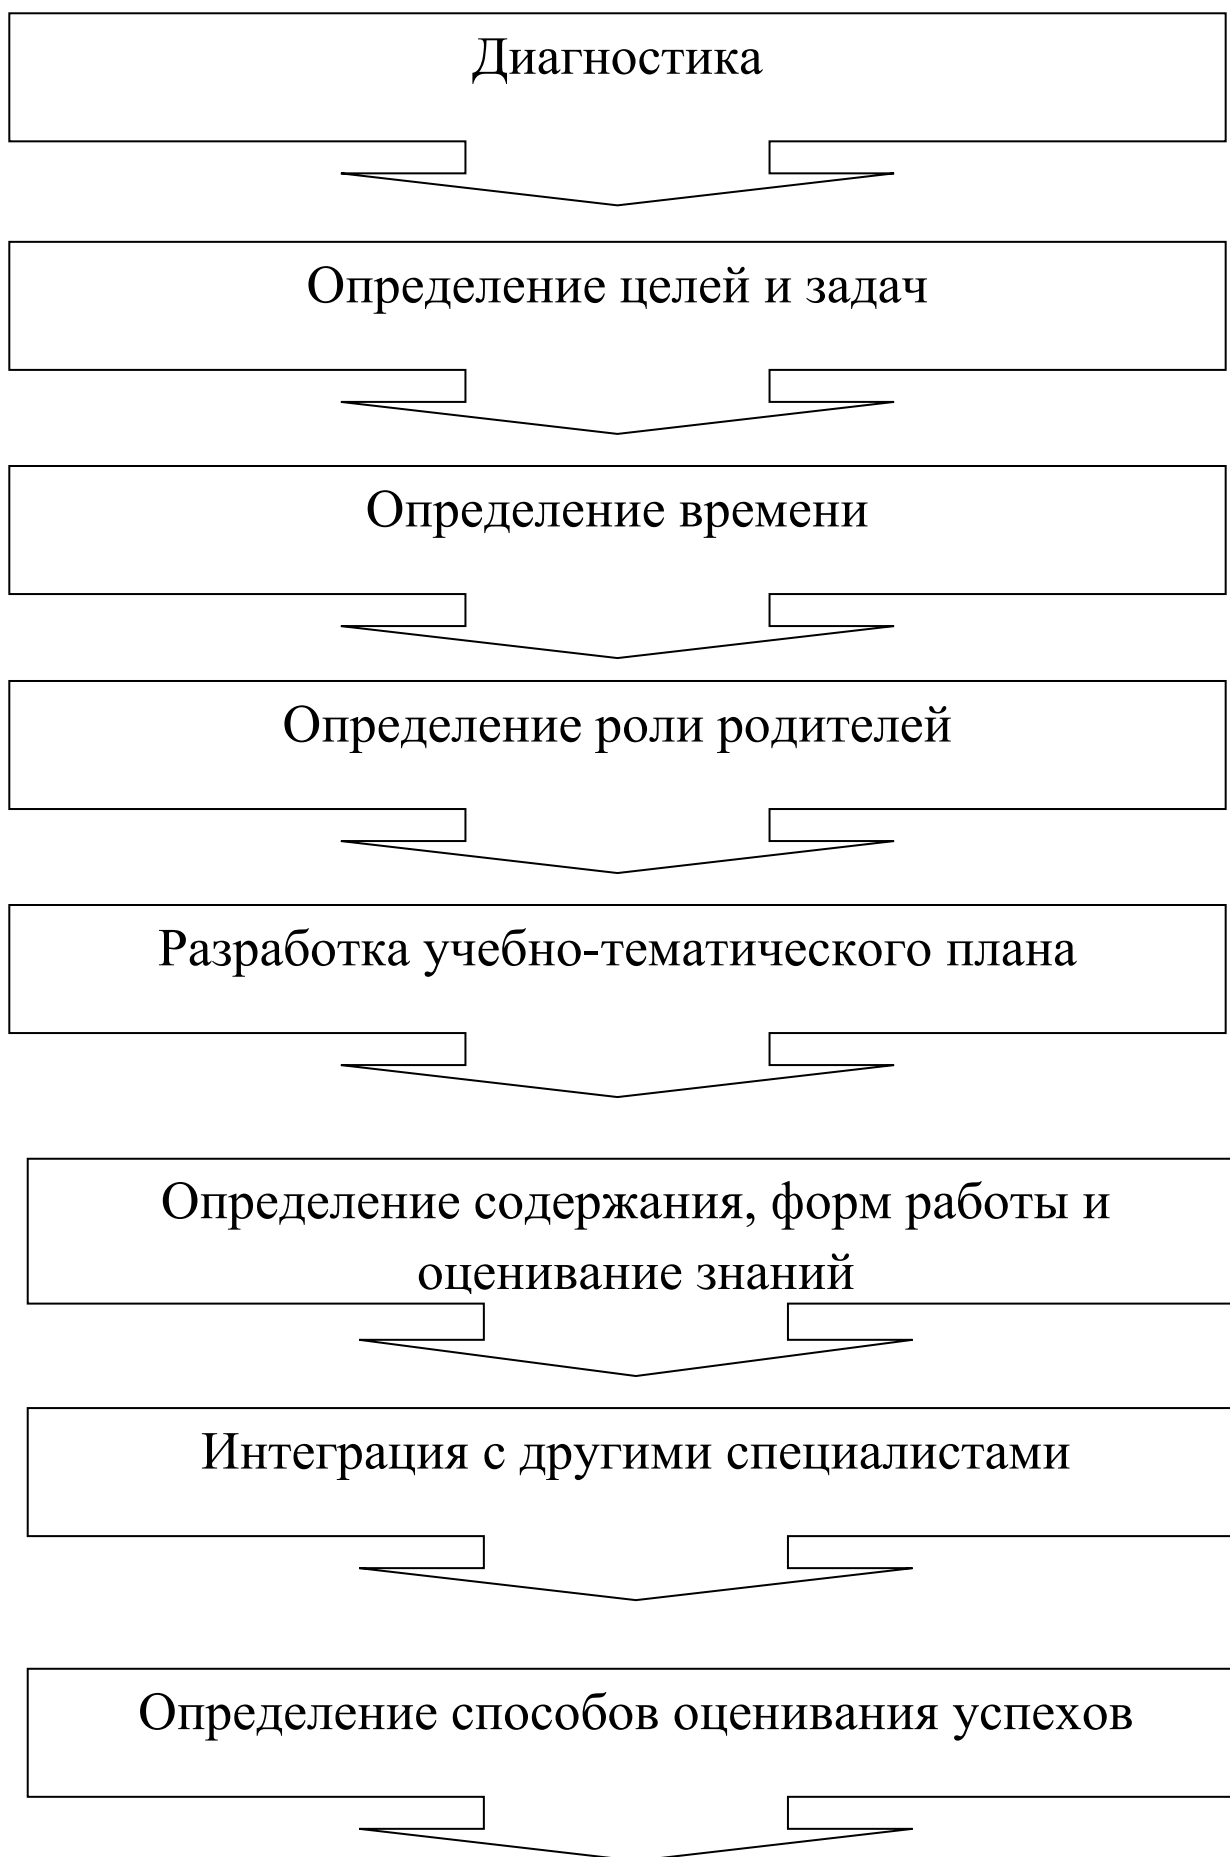 Диагностика
Определение целей и задач
Определение времени
Определение роли родителей
Разработка учебно-тематического плана
Определение содержания, форм работы и
оценивание знаний
Интеграция с другими специалистами
Определение способов оценивания успехов